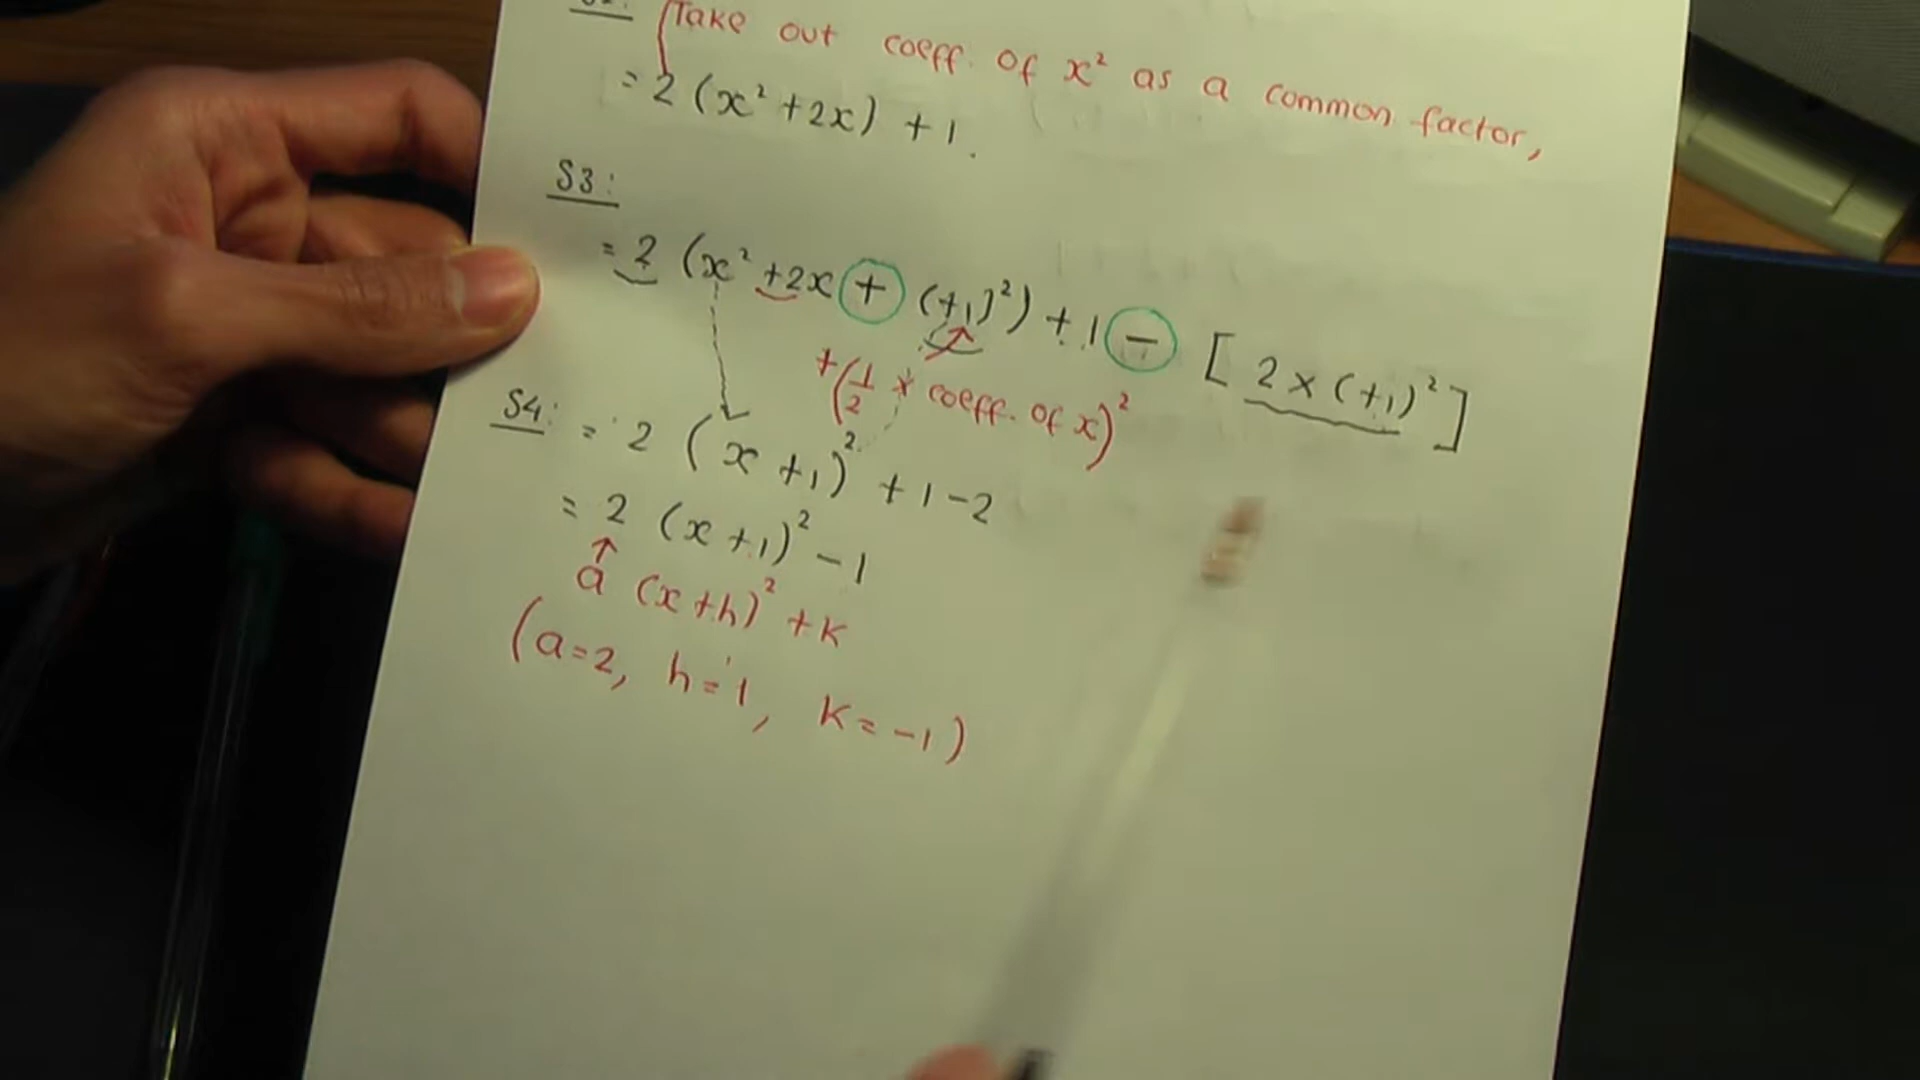 Take out coeff. of x² as a common factor,
= 2 (x² + 2x) + 1.
S3:
= 2 (x² + 2x + (+1)²) + 1 - [2 × (+1)²]
+(1/2 * coeff. of x)²
S4: = 2 (x + 1)² + 1 - 2
= 2 (x + 1)² - 1
a (x + h)² + k
(a = 2, h = 1, k = -1)